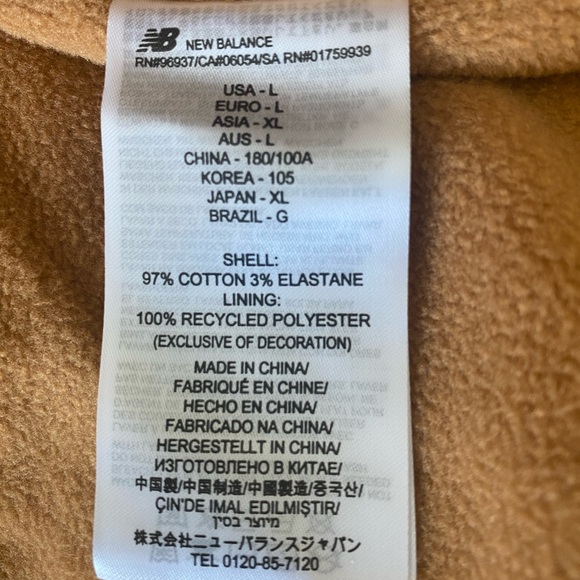 NB NEW BALANCE
RN#96937/CA#06054/SA RN#01759939
USA - L
EURO - L
ASIA - XL
AUS - L
CHINA - 180/100A
KOREA - 105
JAPAN - XL
BRAZIL - G
SHELL:
97% COTTON 3% ELASTANE
LINING:
100% RECYCLED POLYESTER
(EXCLUSIVE OF DECORATION)
MADE IN CHINA/
FABRIQUÉ EN CHINE/
HECHO EN CHINA/
FABRICADO NA CHINA/
HERGESTELLT IN CHINA/
ИЗГОТОВЛЕНО В КИТАЕ/
中国製/中国制造/中國製造/중국산/
ÇIN'DE IMAL EDILMIŞTIR/
מיוצר בסין
株式会社ニューバランスジャパン
TEL 0120-85-7120